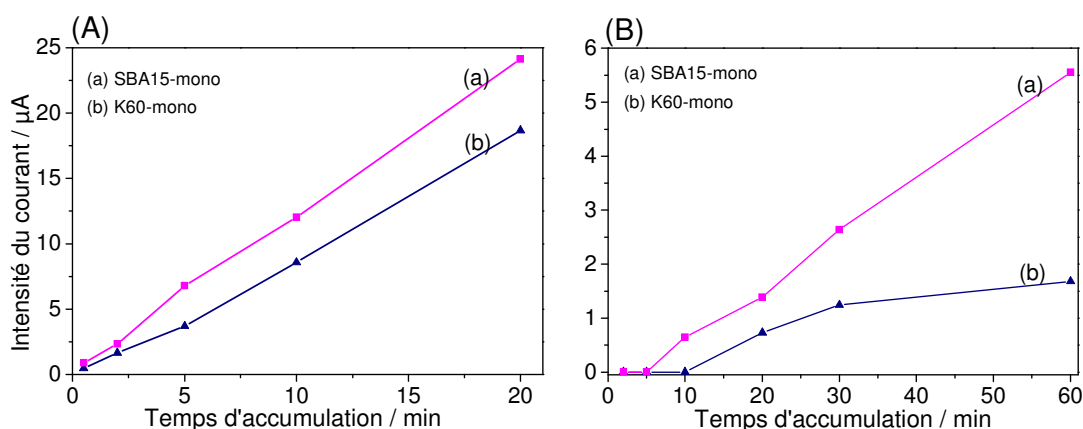 (A)
25
20
15
10
5
0
(a) SBA15-mono
(b) K60-mono
(a)
(b)
0 5 10 15 20
Intensité du courant / µA
Temps d'accumulation / min
(B)
6
5
4
3
2
1
0
(a) SBA15-mono
(b) K60-mono
(a)
(b)
0 10 20 30 40 50 60
Temps d'accumulation / min